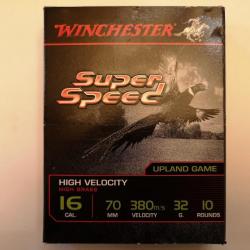 WINCHESTER
Super
Speed
UPLAND GAME
HIGH VELOCITY
HIGH BRASS
16 70 380m/s 32 10
CAL. MM VELOCITY G. ROUNDS